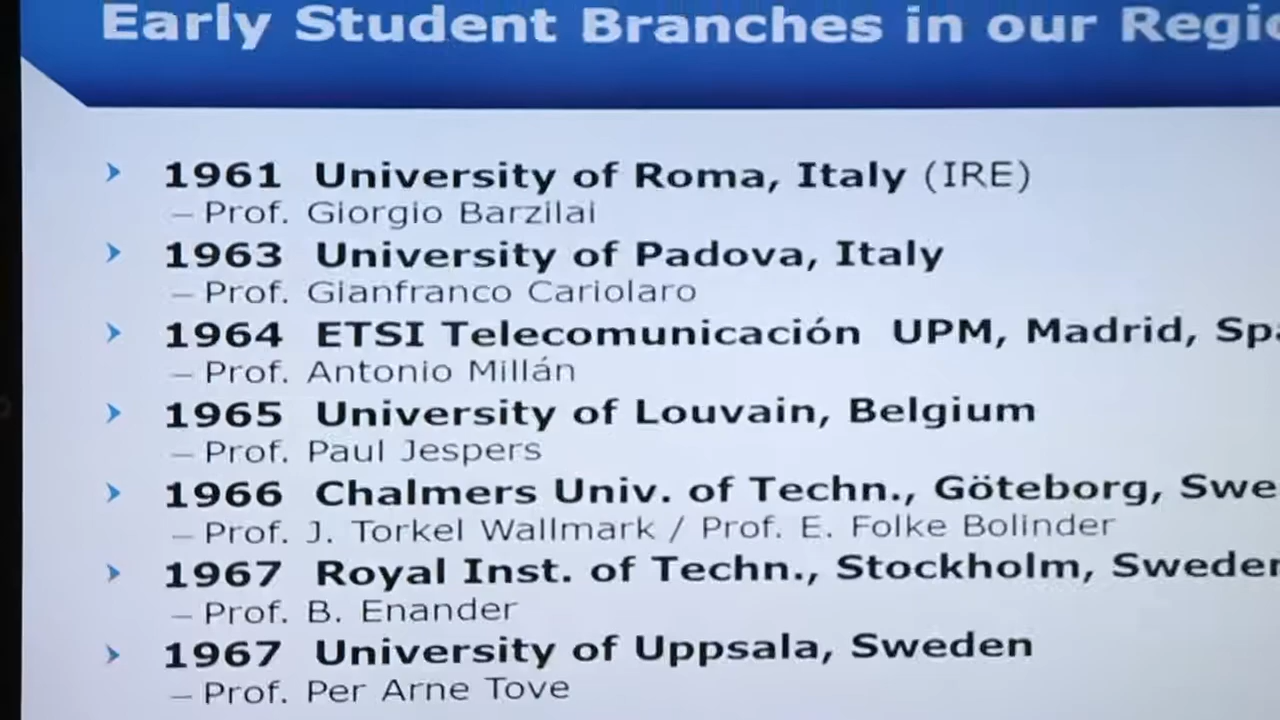 Early Student Branches in our Regio
1961 University of Roma, Italy (IRE)
– Prof. Giorgio Barzilai
1963 University of Padova, Italy
– Prof. Gianfranco Cariolaro
1964 ETSI Telecomunicación UPM, Madrid, Spa
– Prof. Antonio Millán
1965 University of Louvain, Belgium
– Prof. Paul Jespers
1966 Chalmers Univ. of Techn., Göteborg, Swe
– Prof. J. Torkel Wallmark / Prof. E. Folke Bolinder
1967 Royal Inst. of Techn., Stockholm, Sweden
– Prof. B. Enander
1967 University of Uppsala, Sweden
– Prof. Per Arne Tove